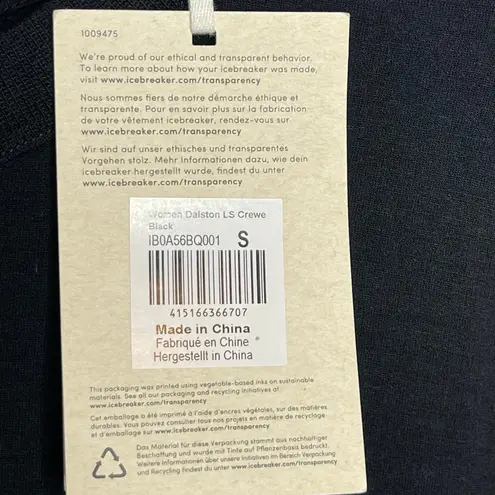 1009475
We're proud of our ethical and transparent behavior.
To learn more about how your icebreaker was made,
visit www.icebreaker.com/transparency
Nous sommes fiers de notre démarche éthique et
transparente. Pour en savoir plus sur la fabrication
de votre vêtement icebreaker, rendez-vous sur
www.icebreaker.com/transparency
Wir sind auf unser ethisches und transparentes
Vorgehen stolz. Mehr Informationen dazu, wie dein
icebreaker hergestellt wurde, findest du unter
www.icebreaker.com/transparency
Women Dalston LS Crewe
Black
IB0A56BQ001 S
415166366707
Made in China
Fabriqué en Chine
Hergestellt in China
This packaging was printed using vegetable-based inks on sustainable
materials. See all our packaging and recycling initiatives at
www.icebreaker.com/transparency
Cet emballage a été imprimé à l'aide d'encres végétales, sur des matières
durables. Vous pouvez consulter tous nos projets en matière de recyclage
et d'emballage sur www.icebreaker.com/transparency
Das Material für diese Verpackung stammt aus nachhaltiger
Beschaffung und wurde mit Tinte auf Pflanzenbasis bedruckt.
Weitere Informationen über unsere Initiativen im Bereich Verpackung
und Recycling findest du unter www.icebreaker.com/transparency